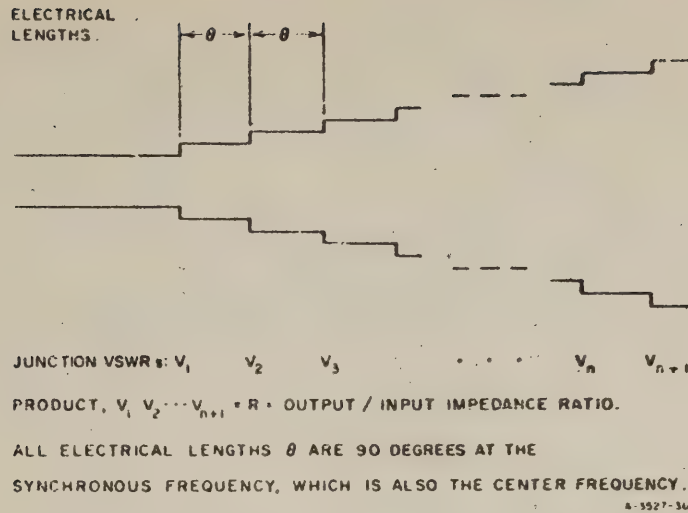 ELECTRICAL
LENGTHS.
θ θ
JUNCTION VSWRs: V₁ V₂ V₃ · · · Vₙ Vₙ₊₁
PRODUCT, V₁ V₂ ··· Vₙ₊₁ = R = OUTPUT / INPUT IMPEDANCE RATIO.
ALL ELECTRICAL LENGTHS θ ARE 90 DEGREES AT THE
SYNCHRONOUS FREQUENCY, WHICH IS ALSO THE CENTER FREQUENCY.